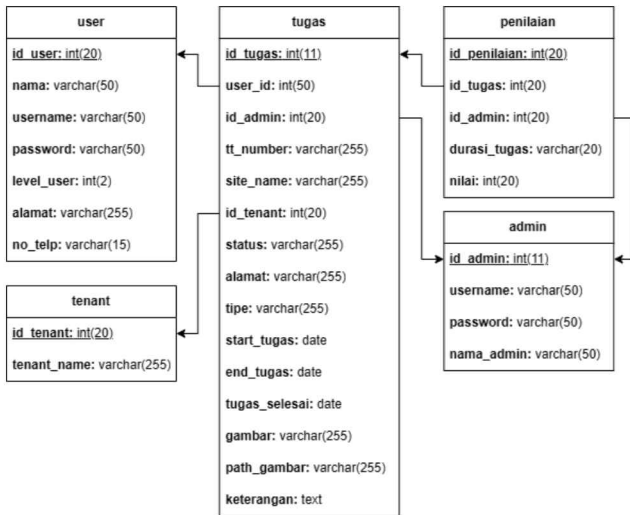 user
id_user: int(20)
nama: varchar(50)
username: varchar(50)
password: varchar(50)
level_user: int(2)
alamat: varchar(255)
no_telp: varchar(15)
tenant
id_tenant: int(20)
tenant_name: varchar(255)
tugas
id_tugas: int(11)
user_id: int(50)
id_admin: int(20)
tt_number: varchar(255)
site_name: varchar(255)
id_tenant: int(20)
status: varchar(255)
alamat: varchar(255)
tipe: varchar(255)
start_tugas: date
end_tugas: date
tugas_selesai: date
gambar: varchar(255)
path_gambar: varchar(255)
keterangan: text
penilaian
id_penilaian: int(20)
id_tugas: int(20)
id_admin: int(20)
durasi_tugas: varchar(20)
nilai: int(20)
admin
id_admin: int(11)
username: varchar(50)
password: varchar(50)
nama_admin: varchar(50)